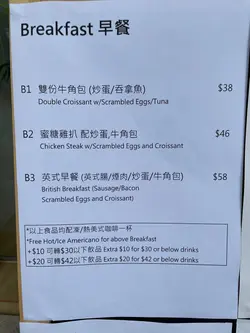 Breakfast 早餐
B1 雙份牛角包 (炒蛋/吞拿魚) $38
Double Croissant w/Scrambled Eggs/Tuna
B2 蜜糖雞扒 配炒蛋,牛角包 $46
Chicken Steak w/Scrambled Eggs and Croissant
B3 英式早餐 (英式腸/煙肉/炒蛋/牛角包) $58
British Breakfast (Sausage/Bacon
Scrambled Eggs and Croissant)
*以上食品均配凍/熱美式咖啡一杯
*Free Hot/Ice Americano for above Breakfast
+$10 可轉$30以下飲品 Extra $10 for $30 or below drinks
+$20 可轉$42以下飲品 Extra $20 for $42 or below drinks